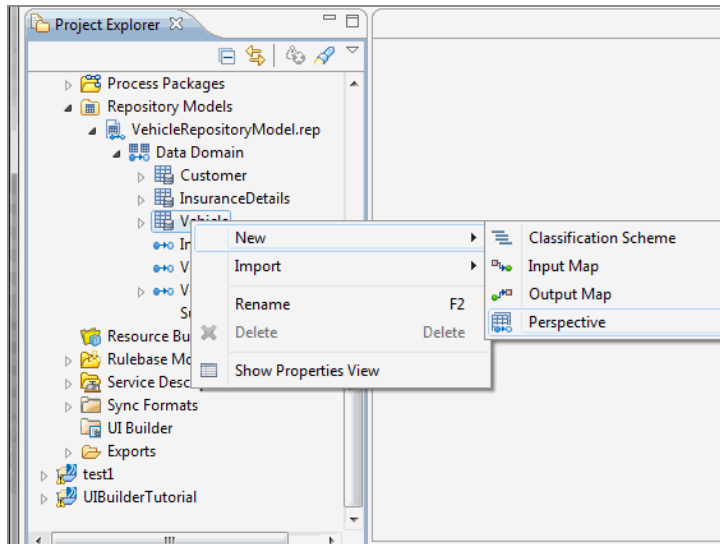 Project Explorer
Process Packages
Repository Models
VehicleRepositoryModel.rep
Data Domain
Customer
InsuranceDetails
Vehicle
In
V
V
Su
Resource Bu
Rulebase Mo
Service Desc
Sync Formats
UI Builder
Exports
test1
UIBuilderTutorial
New
Import
Rename F2
Delete Delete
Show Properties View
Classification Scheme
Input Map
Output Map
Perspective